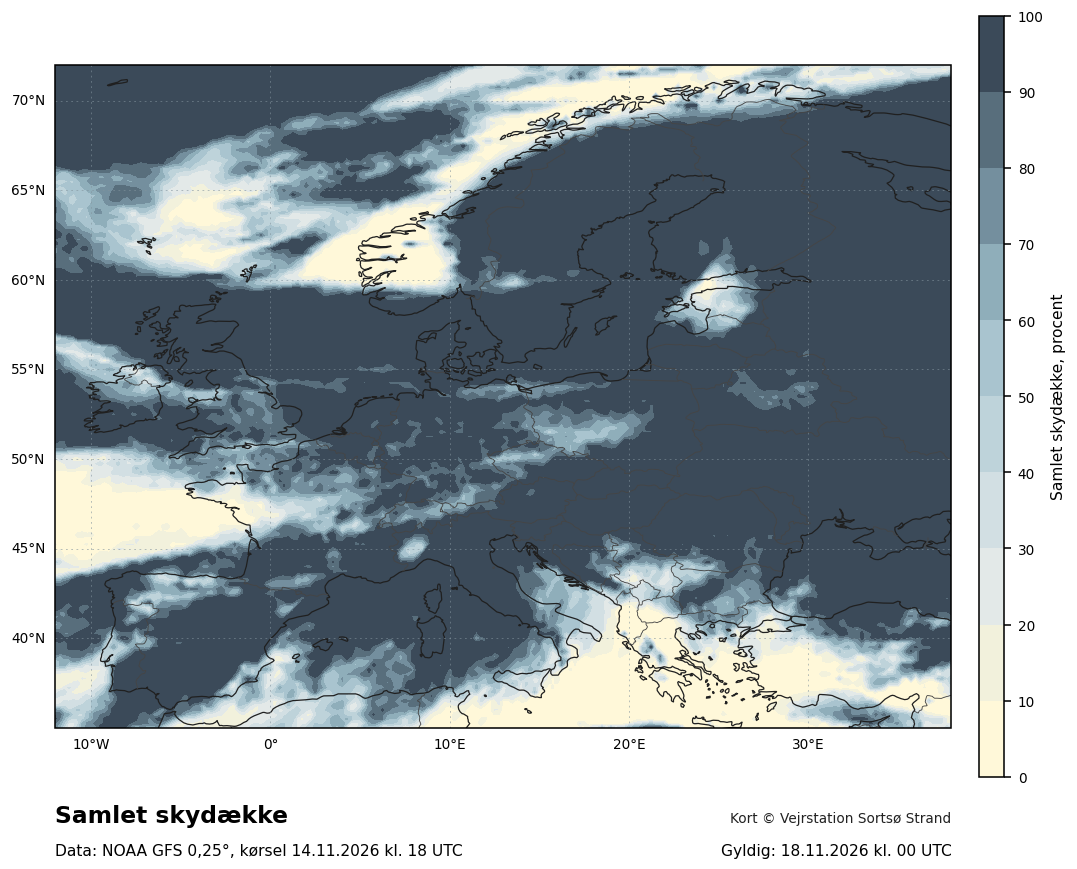 100
90
80
70
60
50
40
30
20
10
0
Samlet skydække, procent
70°N
65°N
60°N
55°N
50°N
45°N
40°N
10°W
0°
10°E
20°E
30°E
Samlet skydække
Kort © Vejrstation Sortsø Strand
Data: NOAA GFS 0,25°, kørsel 14.11.2026 kl. 18 UTC
Gyldig: 18.11.2026 kl. 00 UTC